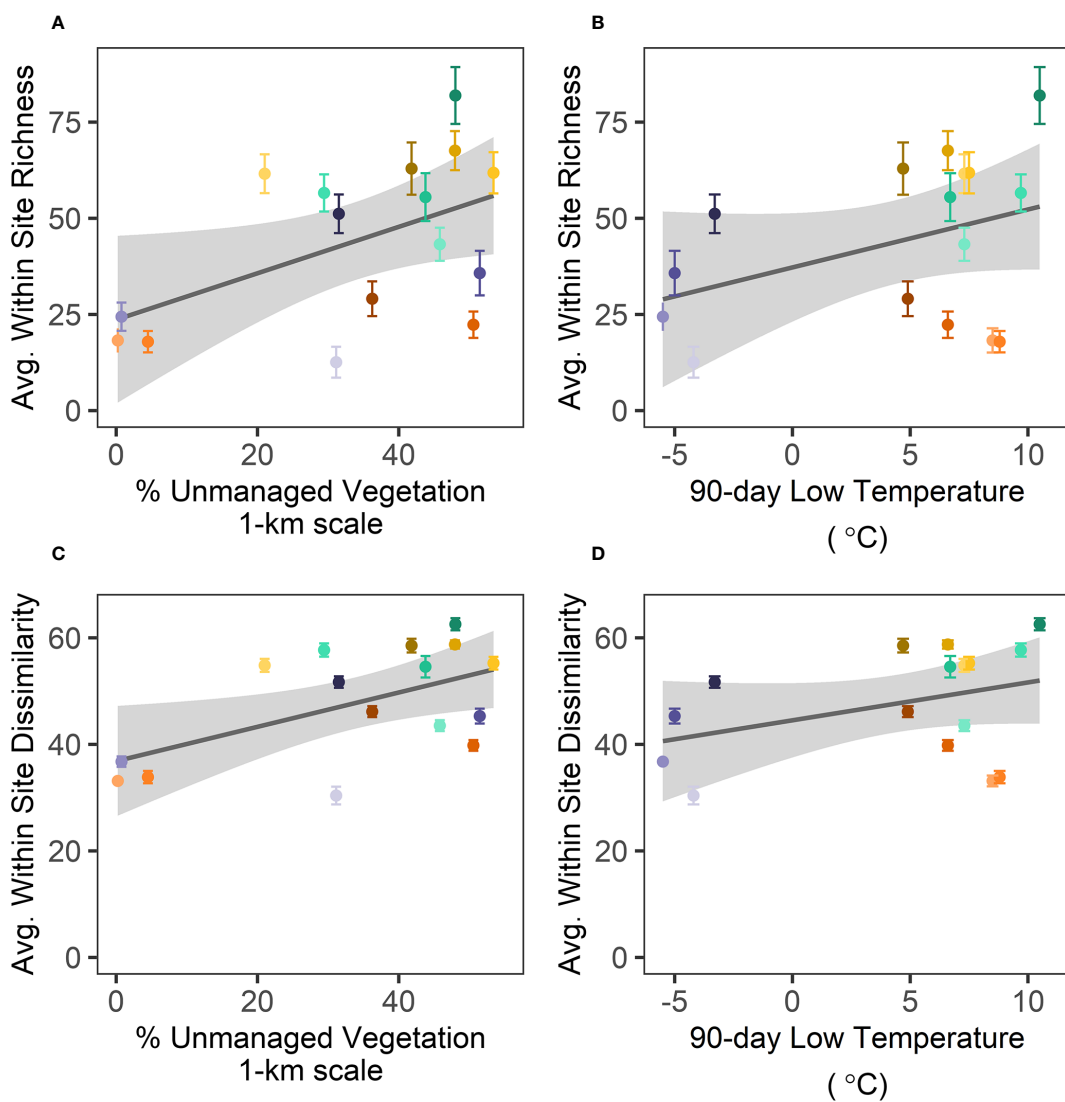 A
Avg. Within Site Richness
75
50
25
0
0 20 40
% Unmanaged Vegetation
1-km scale
B
Avg. Within Site Richness
75
50
25
0
-5 0 5 10
90-day Low Temperature
( °C)
C
Avg. Within Site Dissimilarity
60
40
20
0
0 20 40
% Unmanaged Vegetation
1-km scale
D
Avg. Within Site Dissimilarity
60
40
20
0
-5 0 5 10
90-day Low Temperature
( °C)